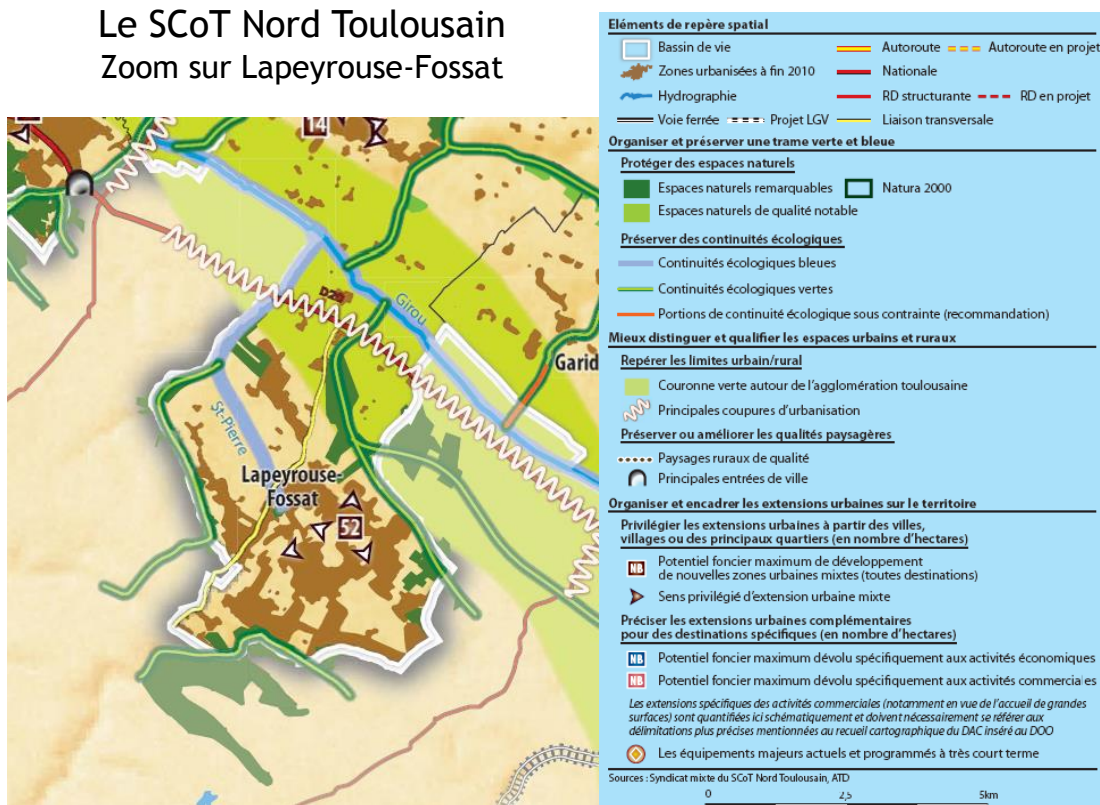 Le SCoT Nord Toulousain
Zoom sur Lapeyrouse-Fossat
14
D20
Girou
Garid
St-Pierre
Lapeyrouse-
Fossat
52
Eléments de repère spatial
Bassin de vie
Autoroute
Autoroute en projet
Zones urbanisées à fin 2010
Nationale
Hydrographie
RD structurante
RD en projet
Voie ferrée
Projet LGV
Liaison transversale
Organiser et préserver une trame verte et bleue
Protéger des espaces naturels
Espaces naturels remarquables
Natura 2000
Espaces naturels de qualité notable
Préserver des continuités écologiques
Continuités écologiques bleues
Continuités écologiques vertes
Portions de continuité écologique sous contrainte (recommandation)
Mieux distinguer et qualifier les espaces urbains et ruraux
Repérer les limites urbain/rural
Couronne verte autour de l'agglomération toulousaine
Principales coupures d'urbanisation
Préserver ou améliorer les qualités paysagères
Paysages ruraux de qualité
Principales entrées de ville
Organiser et encadrer les extensions urbaines sur le territoire
Privilégier les extensions urbaines à partir des villes,
villages ou des principaux quartiers (en nombre d'hectares)
NB
Potentiel foncier maximum de développement
de nouvelles zones urbaines mixtes (toutes destinations)
Sens privilégié d'extension urbaine mixte
Préciser les extensions urbaines complémentaires
pour des destinations spécifiques (en nombre d'hectares)
NB Potentiel foncier maximum dévolu spécifiquement aux activités économiques
NB Potentiel foncier maximum dévolu spécifiquement aux activités commerciales
Les extensions spécifiques des activités commerciales (notamment en vue de l'accueil de grandes
surfaces) sont quantifiées ici schématiquement et doivent nécessairement se référer aux
délimitations plus précises mentionnées au recueil cartographique du DAC inséré au DOO
Les équipements majeurs actuels et programmés à très court terme
Sources : Syndicat mixte du SCoT Nord Toulousain, ATD
0 2,5 5km